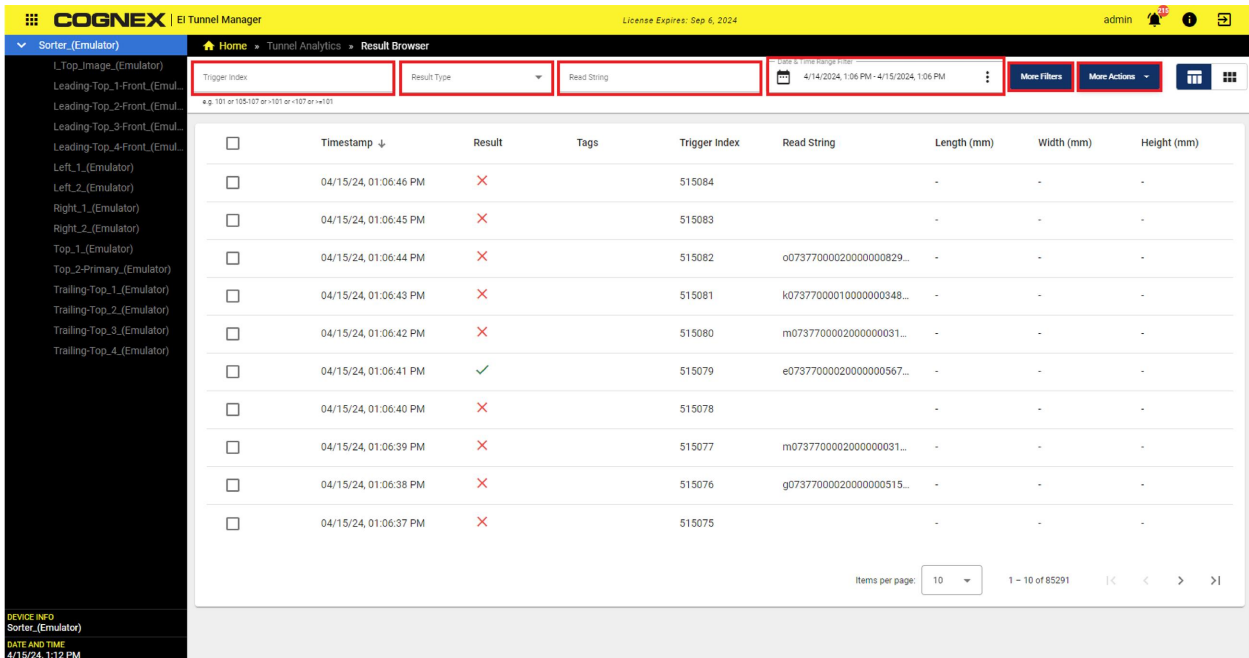 COGNEX | EI Tunnel Manager
License Expires: Sep 6, 2024
admin
215
Sorter_(Emulator)
I_Top_Image_(Emulator)
Leading-Top_1-Front_(Emul...
Leading-Top_2-Front_(Emul...
Leading-Top_3-Front_(Emul...
Leading-Top_4-Front_(Emul...
Left_1_(Emulator)
Left_2_(Emulator)
Right_1_(Emulator)
Right_2_(Emulator)
Top_1_(Emulator)
Top_2-Primary_(Emulator)
Trailing-Top_1_(Emulator)
Trailing-Top_2_(Emulator)
Trailing-Top_3_(Emulator)
Trailing-Top_4_(Emulator)
DEVICE INFO
Sorter_(Emulator)
DATE AND TIME
4/15/24, 1:12 PM
Home » Tunnel Analytics » Result Browser
Trigger Index
e.g. 101 or 105-107 or >101 or <107 or >=101
Result Type
Read String
Date & Time Range Filter
4/14/2024, 1:06 PM - 4/15/2024, 1:06 PM
More Filters
More Actions
Timestamp Result Tags Trigger Index Read String Length (mm) Width (mm) Height (mm)
04/15/24, 01:06:46 PM 515084 - - -
04/15/24, 01:06:45 PM 515083 - - -
04/15/24, 01:06:44 PM 515082 o07377000020000000829... - - -
04/15/24, 01:06:43 PM 515081 k07377000010000000348... - - -
04/15/24, 01:06:42 PM 515080 m0737700002000000031... - - -
04/15/24, 01:06:41 PM 515079 e07377000020000000567... - - -
04/15/24, 01:06:40 PM 515078 - - -
04/15/24, 01:06:39 PM 515077 m0737700002000000031... - - -
04/15/24, 01:06:38 PM 515076 g07377000020000000515... - - -
04/15/24, 01:06:37 PM 515075 - - -
Items per page: 10 1 – 10 of 85291